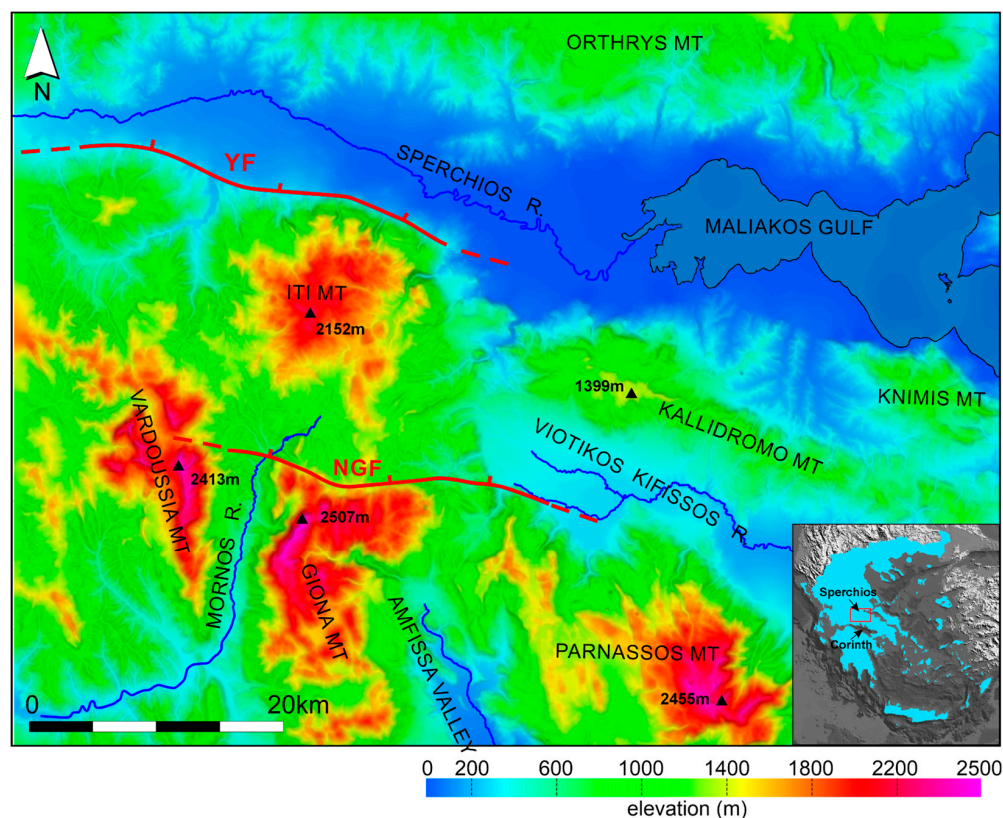 ORTHRYS MT
N
SPERCHIOS R.
YF
MALIAKOS GULF
ITI MT
2152m
1399m
KNIMIS MT
KALLIDROMO MT
VARDOUSSIA MT
2413m
NGF
VIOTIKOS KIFISSOS R.
2507m
MORNOS R.
GIONA MT
AMFISSA VALLEY
PARNASSOS MT
2455m
Sperchios
Corinth
0 20km
0 200 600 1000 1400 1800 2200 2500
elevation (m)